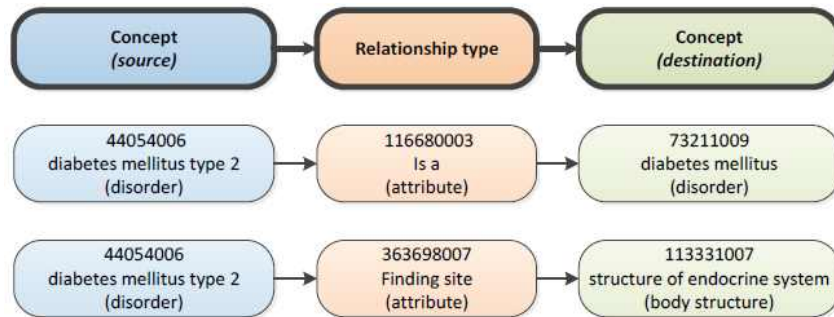 Concept
(source)
Relationship type
Concept
(destination)
44054006
diabetes mellitus type 2
(disorder)
116680003
Is a
(attribute)
73211009
diabetes mellitus
(disorder)
44054006
diabetes mellitus type 2
(disorder)
363698007
Finding site
(attribute)
113331007
structure of endocrine system
(body structure)